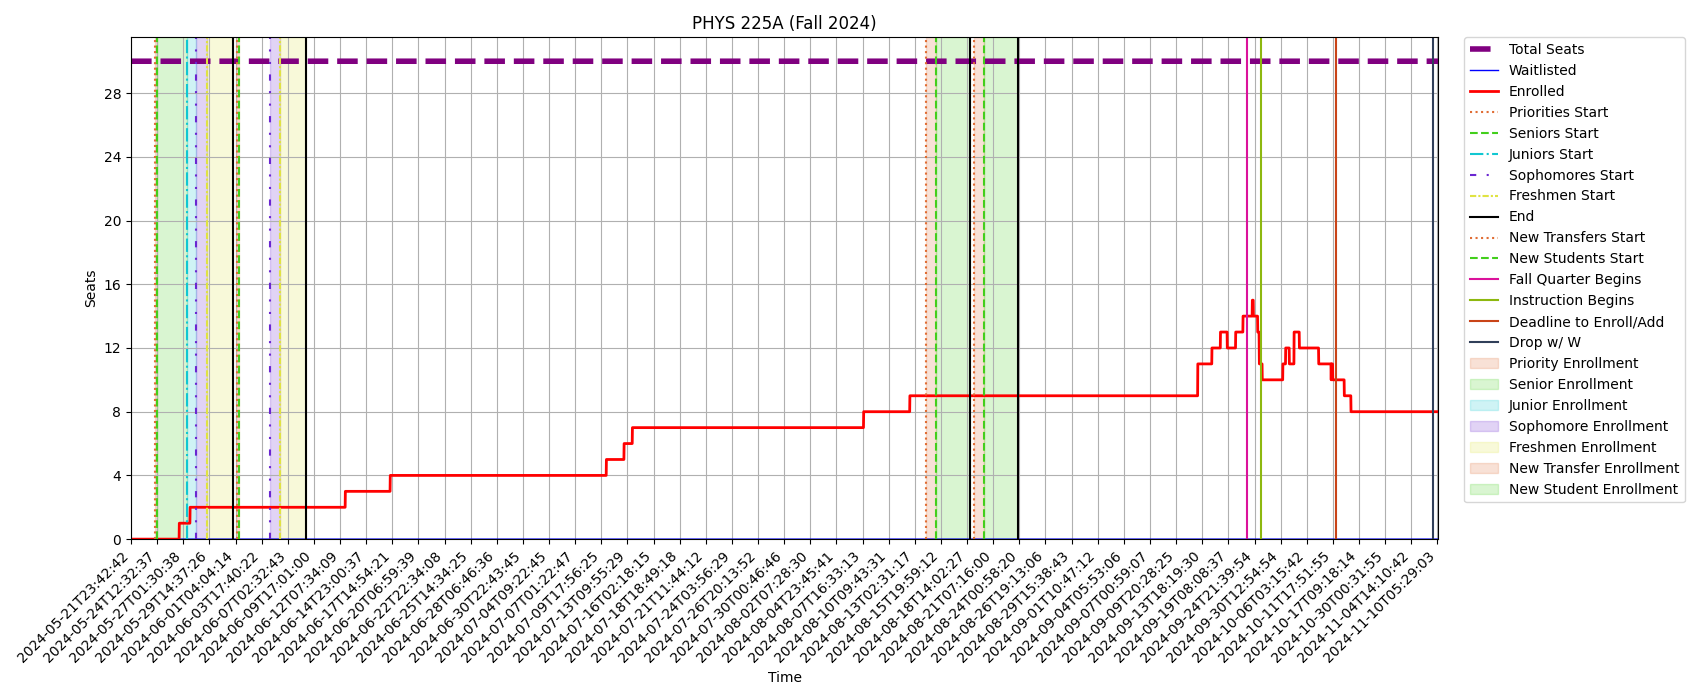 PHYS 225A (Fall 2024)
Seats
28
24
20
16
12
8
4
0
2024-05-21T23:42:42
2024-05-24T12:32:37
2024-05-27T01:30:38
2024-05-29T14:37:26
2024-06-01T04:04:14
2024-06-03T17:40:22
2024-06-07T02:32:43
2024-06-09T17:01:00
2024-06-12T07:34:09
2024-06-14T23:00:37
2024-06-17T14:54:21
2024-06-20T06:59:39
2024-06-22T22:34:08
2024-06-25T14:34:25
2024-06-28T06:46:36
2024-06-30T22:43:45
2024-07-04T09:22:45
2024-07-07T01:22:47
2024-07-09T17:56:25
2024-07-13T09:55:29
2024-07-16T02:18:15
2024-07-18T18:49:18
2024-07-21T11:44:12
2024-07-24T03:56:29
2024-07-26T20:13:52
2024-07-30T00:46:46
2024-08-02T07:28:30
2024-08-04T23:45:41
2024-08-07T16:33:13
2024-08-10T09:43:31
2024-08-13T02:31:17
2024-08-15T19:59:12
2024-08-18T14:02:27
2024-08-21T07:16:00
2024-08-24T00:58:20
2024-08-26T19:13:06
2024-08-29T15:38:43
2024-09-01T10:47:12
2024-09-04T05:53:06
2024-09-07T00:59:07
2024-09-09T20:28:25
2024-09-13T18:19:30
2024-09-19T08:08:37
2024-09-24T21:39:54
2024-09-30T12:54:54
2024-10-06T03:15:42
2024-10-11T17:51:55
2024-10-17T09:18:14
2024-10-30T00:31:55
2024-11-04T14:10:42
2024-11-10T05:29:03
Time
Total Seats
Waitlisted
Enrolled
Priorities Start
Seniors Start
Juniors Start
Sophomores Start
Freshmen Start
End
New Transfers Start
New Students Start
Fall Quarter Begins
Instruction Begins
Deadline to Enroll/Add
Drop w/ W
Priority Enrollment
Senior Enrollment
Junior Enrollment
Sophomore Enrollment
Freshmen Enrollment
New Transfer Enrollment
New Student Enrollment